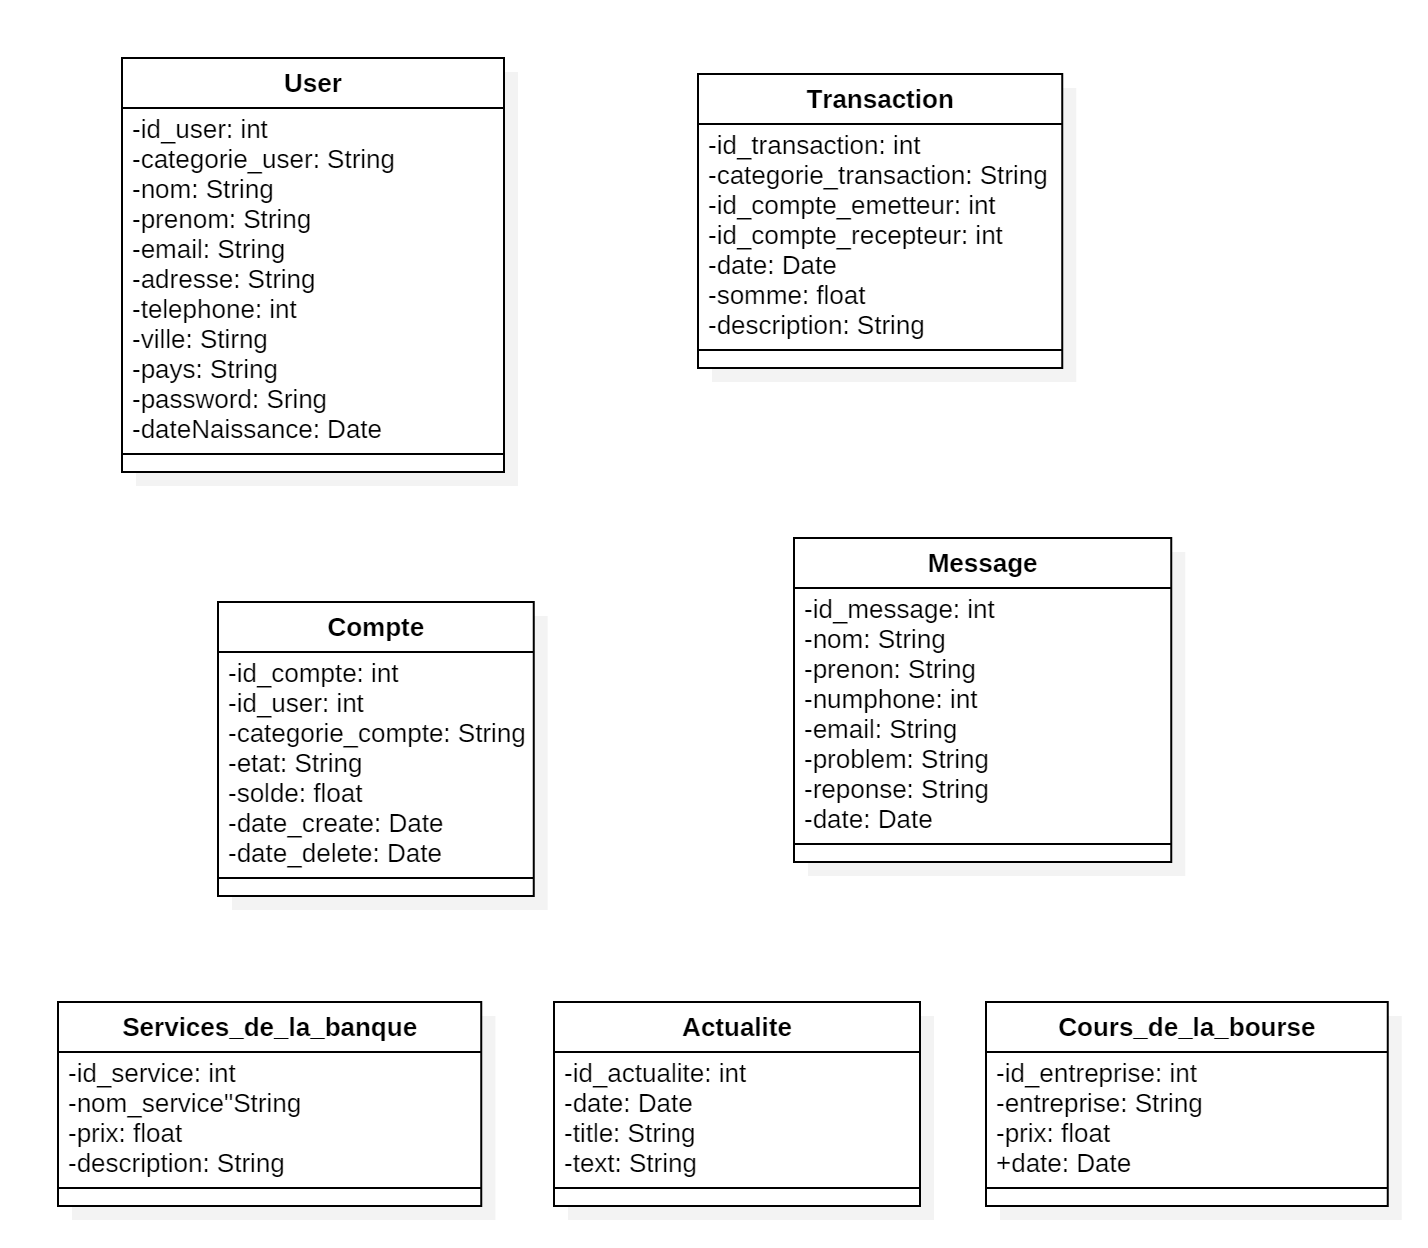 User
-id_user: int
-categorie_user: String
-nom: String
-prenom: String
-email: String
-adresse: String
-telephone: int
-ville: Stirng
-pays: String
-password: Sring
-dateNaissance: Date
Transaction
-id_transaction: int
-categorie_transaction: String
-id_compte_emetteur: int
-id_compte_recepteur: int
-date: Date
-somme: float
-description: String
Compte
-id_compte: int
-id_user: int
-categorie_compte: String
-etat: String
-solde: float
-date_create: Date
-date_delete: Date
Message
-id_message: int
-nom: String
-prenon: String
-numphone: int
-email: String
-problem: String
-reponse: String
-date: Date
Services_de_la_banque
-id_service: int
-nom_service"String
-prix: float
-description: String
Actualite
-id_actualite: int
-date: Date
-title: String
-text: String
Cours_de_la_bourse
-id_entreprise: int
-entreprise: String
-prix: float
+date: Date